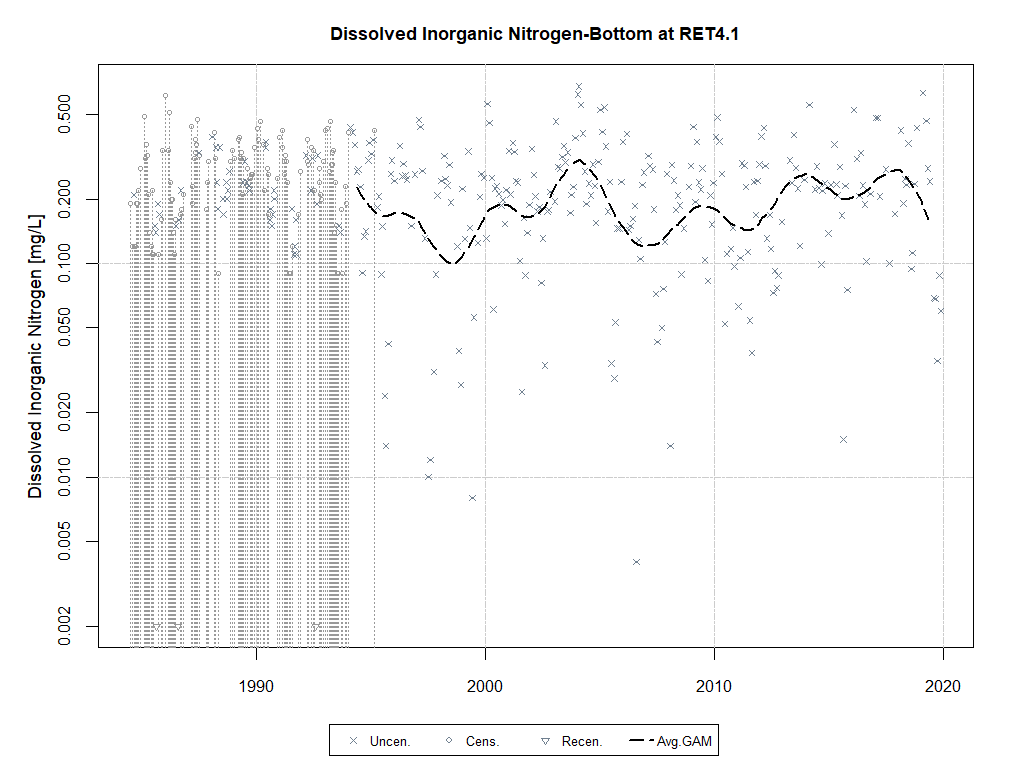 Dissolved Inorganic Nitrogen-Bottom at RET4.1
Dissolved Inorganic Nitrogen [mg/L]
0.500
0.200
0.100
0.050
0.020
0.010
0.005
0.002
1990 2000 2010 2020
Uncen. Cens. Recen. Avg.GAM